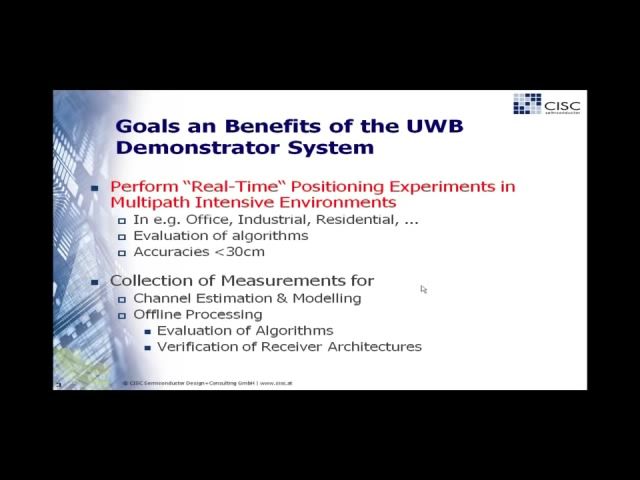 CISC
semiconductor
Goals an Benefits of the UWB
Demonstrator System
Perform “Real-Time“ Positioning Experiments in
Multipath Intensive Environments
In e.g. Office, Industrial, Residential, ...
Evaluation of algorithms
Accuracies <30cm
Collection of Measurements for
Channel Estimation & Modelling
Offline Processing
Evaluation of Algorithms
Verification of Receiver Architectures
© CISC Semiconductor Design+Consulting GmbH | www.cisc.at